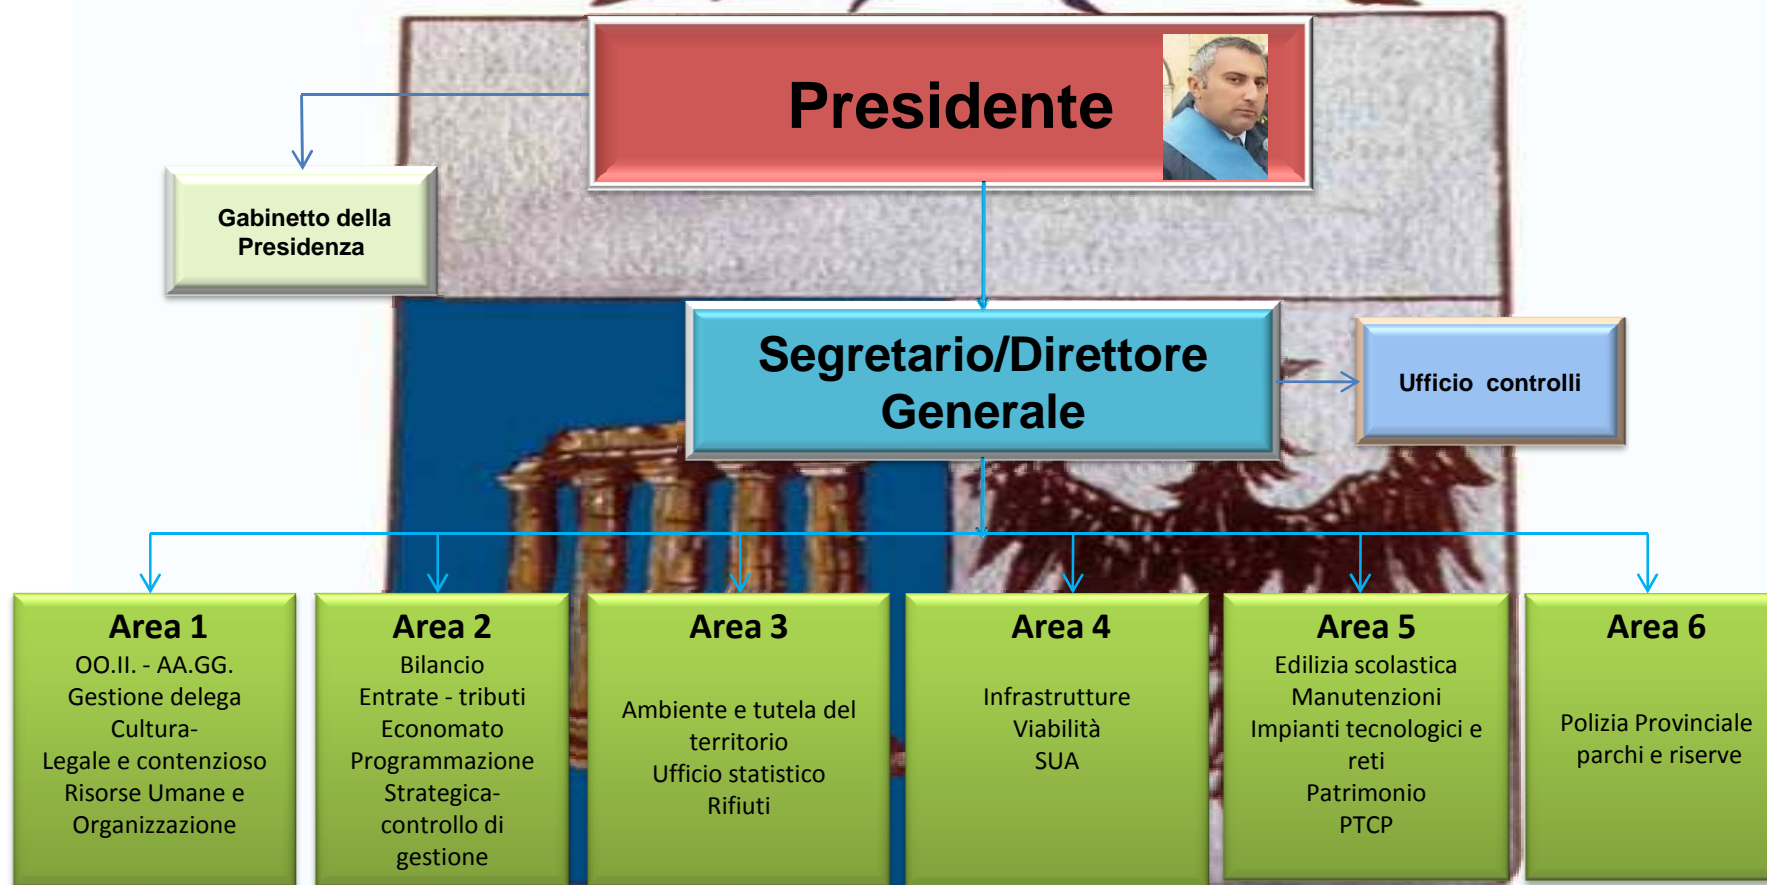 Presidente
Gabinetto della
Presidenza
Segretario/Direttore
Generale
Ufficio controlli
Area 1
OO.II. - AA.GG.
Gestione delega
Cultura-
Legale e contenzioso
Risorse Umane e
Organizzazione
Area 2
Bilancio
Entrate - tributi
Economato
Programmazione
Strategica-
controllo di
gestione
Area 3
Ambiente e tutela del
territorio
Ufficio statistico
Rifiuti
Area 4
Infrastrutture
Viabilità
SUA
Area 5
Edilizia scolastica
Manutenzioni
Impianti tecnologici e
reti
Patrimonio
PTCP
Area 6
Polizia Provinciale
parchi e riserve